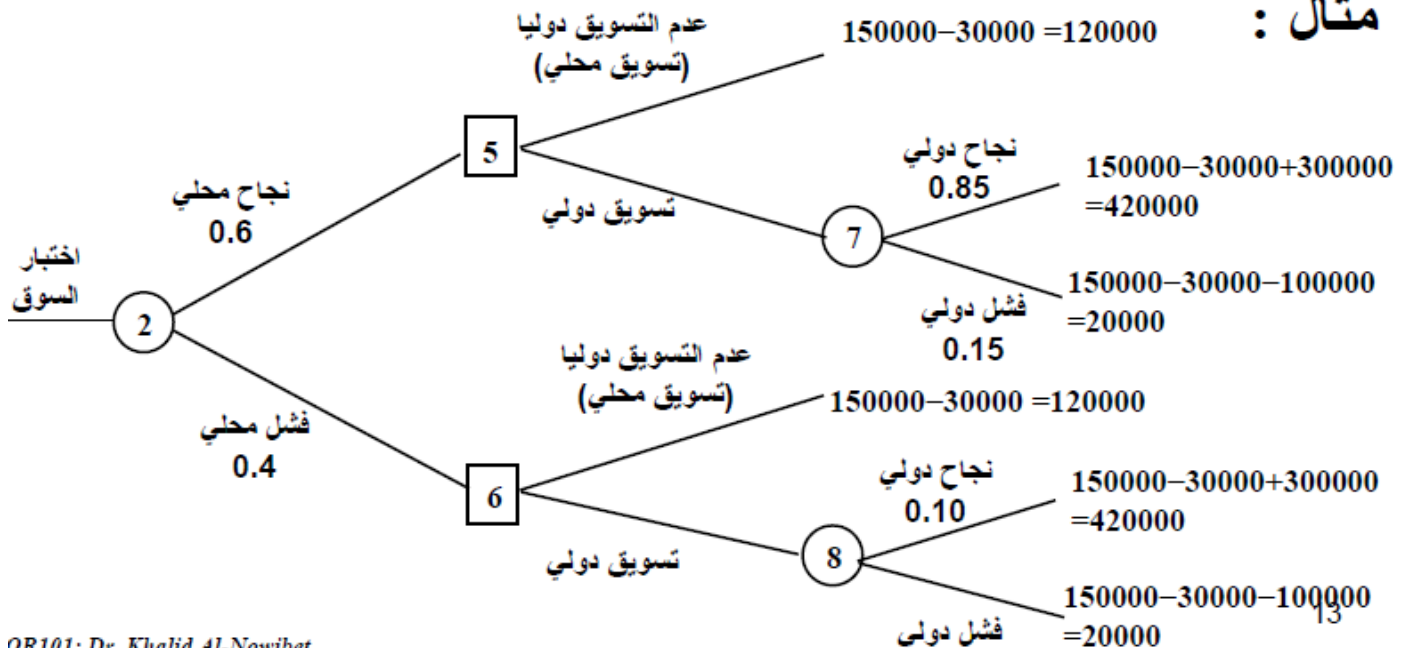 مثال :
عدم التسويق دوليا
(تسويق محلي)
150000−30000 =120000
5
نجاح محلي
0.6
تسويق دولي
نجاح دولي
0.85
150000−30000+300000
=420000
7
فشل دولي
0.15
150000−30000−100000
=20000
اختبار
السوق
2
فشل محلي
0.4
عدم التسويق دوليا
(تسويق محلي)
150000−30000 =120000
6
تسويق دولي
نجاح دولي
0.10
150000−30000+300000
=420000
8
فشل دولي
150000−30000−100000
=20000
13
OR101: Dr. Khalid Al-Nowibet